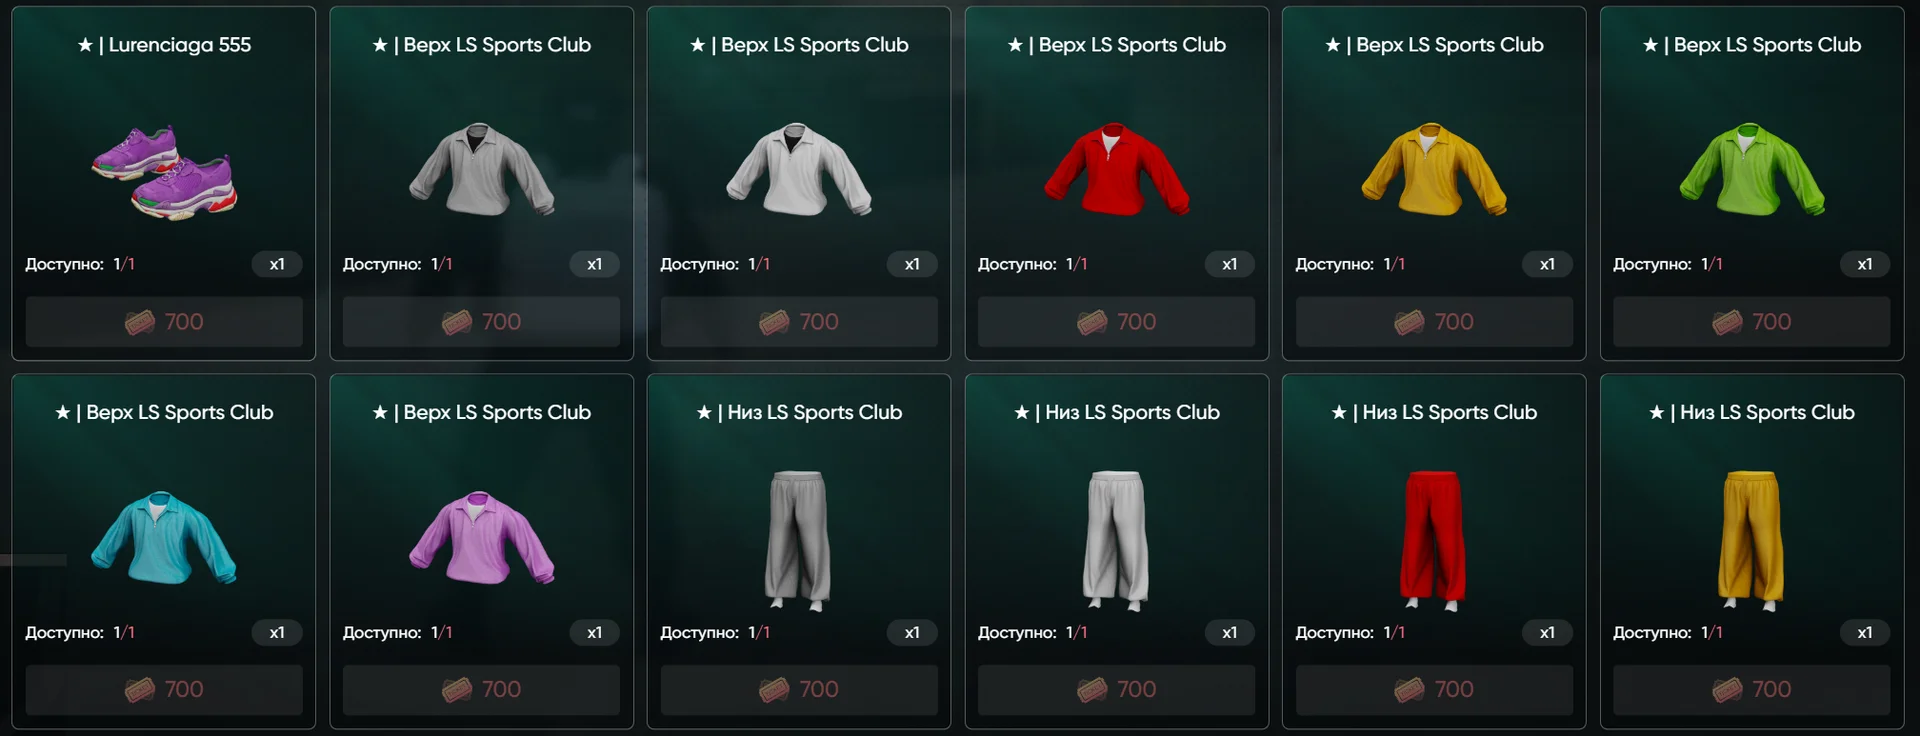 ★ | Lurenciaga 555
Доступно: 1/1
x1
700
★ | Верх LS Sports Club
Доступно: 1/1
x1
700
★ | Верх LS Sports Club
Доступно: 1/1
x1
700
★ | Верх LS Sports Club
Доступно: 1/1
x1
700
★ | Верх LS Sports Club
Доступно: 1/1
x1
700
★ | Верх LS Sports Club
Доступно: 1/1
x1
700
★ | Верх LS Sports Club
Доступно: 1/1
x1
700
★ | Верх LS Sports Club
Доступно: 1/1
x1
700
★ | Низ LS Sports Club
Доступно: 1/1
x1
700
★ | Низ LS Sports Club
Доступно: 1/1
x1
700
★ | Низ LS Sports Club
Доступно: 1/1
x1
700
★ | Низ LS Sports Club
Доступно: 1/1
x1
700